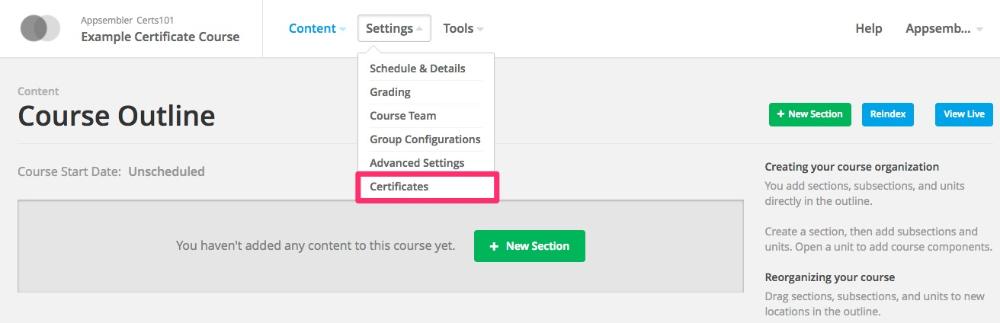 Appsembler Certs101
Example Certificate Course
Content
Settings
Tools
Help
Appsemb...
Schedule & Details
Grading
Course Team
Group Configurations
Advanced Settings
Certificates
Content
Course Outline
+ New Section
Reindex
View Live
Course Start Date: Unscheduled
You haven't added any content to this course yet.
+ New Section
Creating your course organization
You add sections, subsections, and units
directly in the outline.
Create a section, then add subsections and
units. Open a unit to add course components.
Reorganizing your course
Drag sections, subsections, and units to new
locations in the outline.